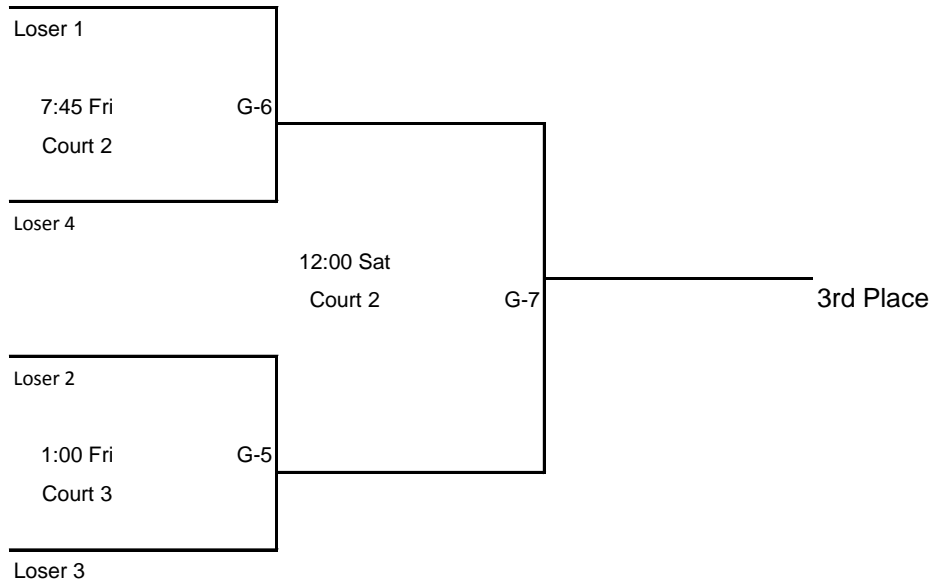 Loser 1
7:45 Fri G-6
Court 2
Loser 4
12:00 Sat
Court 2 G-7
3rd Place
Loser 2
1:00 Fri G-5
Court 3
Loser 3